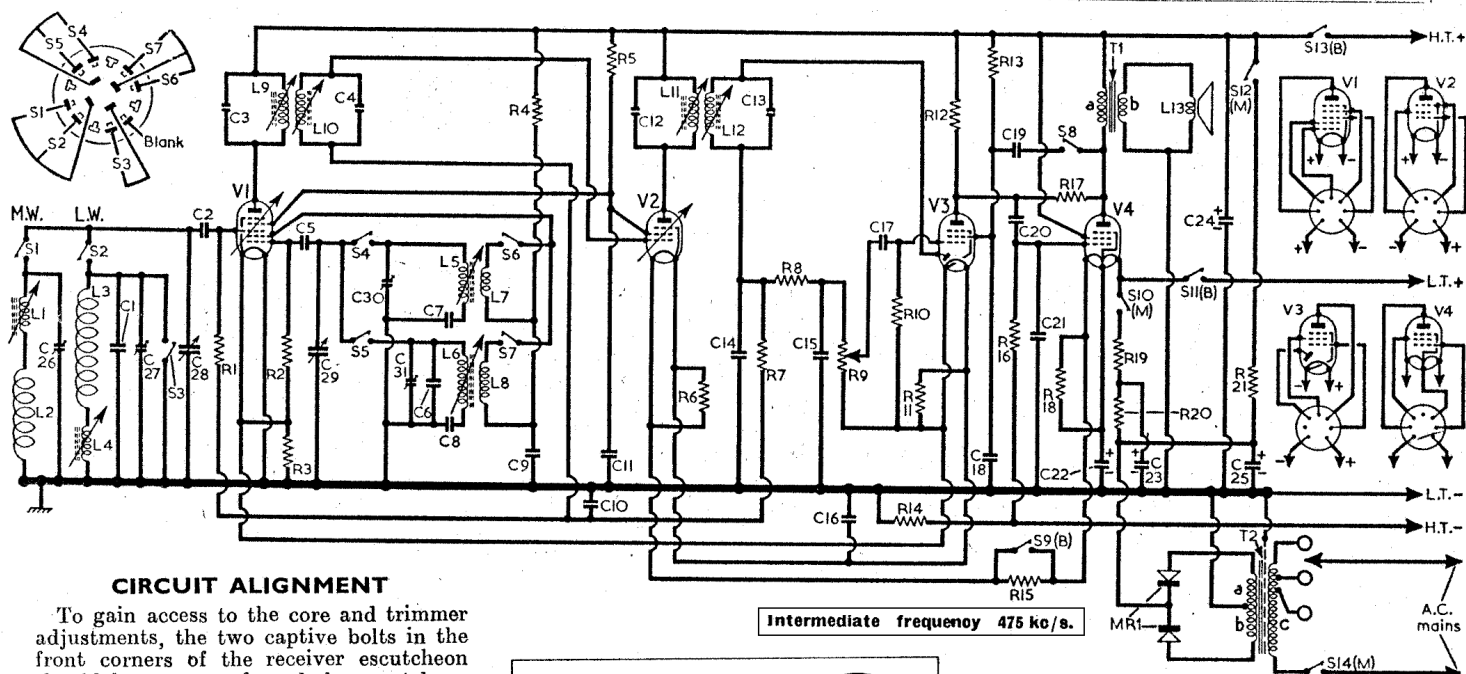 S4
S5
S7
S6
S1
S2
S3
Blank
M.W.
L.W.
S1
S2
L1
L2
C26
L3
L4
C1
C27
S3
C28
C2
R1
C3
L9
L10
C4
V1
C5
R2
R3
C29
S4
S5
C30
C7
L5
L7
S6
C31
C6
C8
L6
L8
S7
R4
R5
C9
C10
C11
V2
R6
C12
L11
L12
C13
C14
R7
R8
C15
R9
C17
R10
R11
C16
R12
V3
R13
C18
C19
S8
C20
R17
R16
C21
R14
S9(B)
R15
T1
a
b
L13
V4
R18
C22
S10
(M)
R19
R20
C23
S11(B)
S12
(M)
C24
R21
C25
S13(B)
H.T.+
L.T.+
L.T.-
H.T.-
V1
V2
V3
V4
+
-
MR1
T2
a
b
c
A.C.
mains
S14(M)
Intermediate frequency 475 kc/s.
CIRCUIT ALIGNMENT
To gain access to the core and trimmer
adjustments, the two captive bolts in the
front corners of the receiver escutcheon